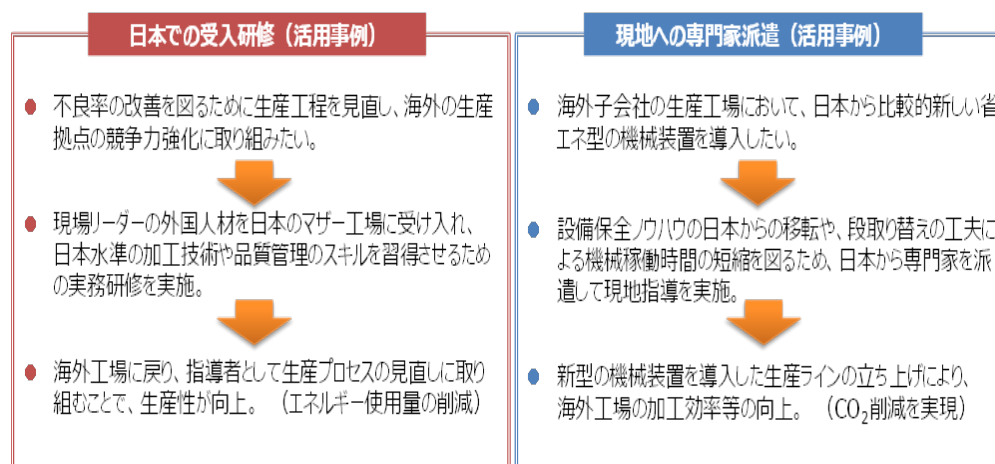 日本での受入研修（活用事例）
● 不良率の改善を図るために生産工程を見直し、海外の生産
拠点の競争力強化に取り組みたい。
● 現場リーダーの外国人材を日本のマザー工場に受け入れ、
日本水準の加工技術や品質管理のスキルを習得させるため
の実務研修を実施。
● 海外工場に戻り、指導者として生産プロセスの見直しに取り
組むことで、生産性が向上。（エネルギー使用量の削減）
現地への専門家派遣（活用事例）
● 海外子会社の生産工場において、日本から比較的新しい省
エネ型の機械装置を導入したい。
● 設備保全ノウハウの日本からの移転や、段取り替えの工夫に
よる機械稼働時間の短縮を図るため、日本から専門家を派
遣して現地指導を実施。
● 新型の機械装置を導入した生産ラインの立ち上げにより、
海外工場の加工効率等の向上。（CO₂削減を実現）